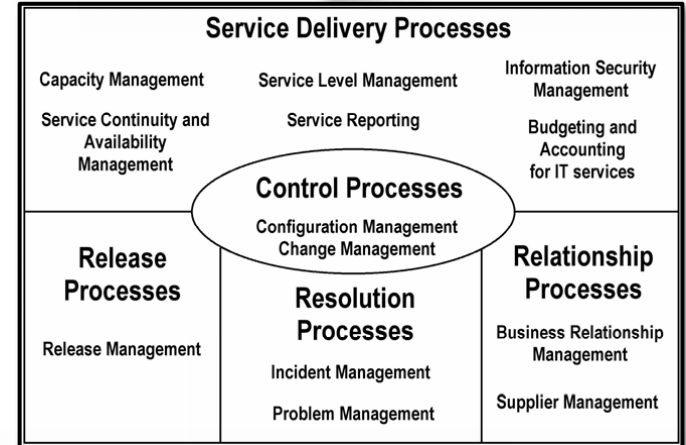 Service Delivery Processes
Capacity Management
Service Continuity and
Availability
Management
Service Level Management
Service Reporting
Information Security
Management
Budgeting and
Accounting
for IT services
Control Processes
Configuration Management
Change Management
Release
Processes
Release Management
Resolution
Processes
Incident Management
Problem Management
Relationship
Processes
Business Relationship
Management
Supplier Management